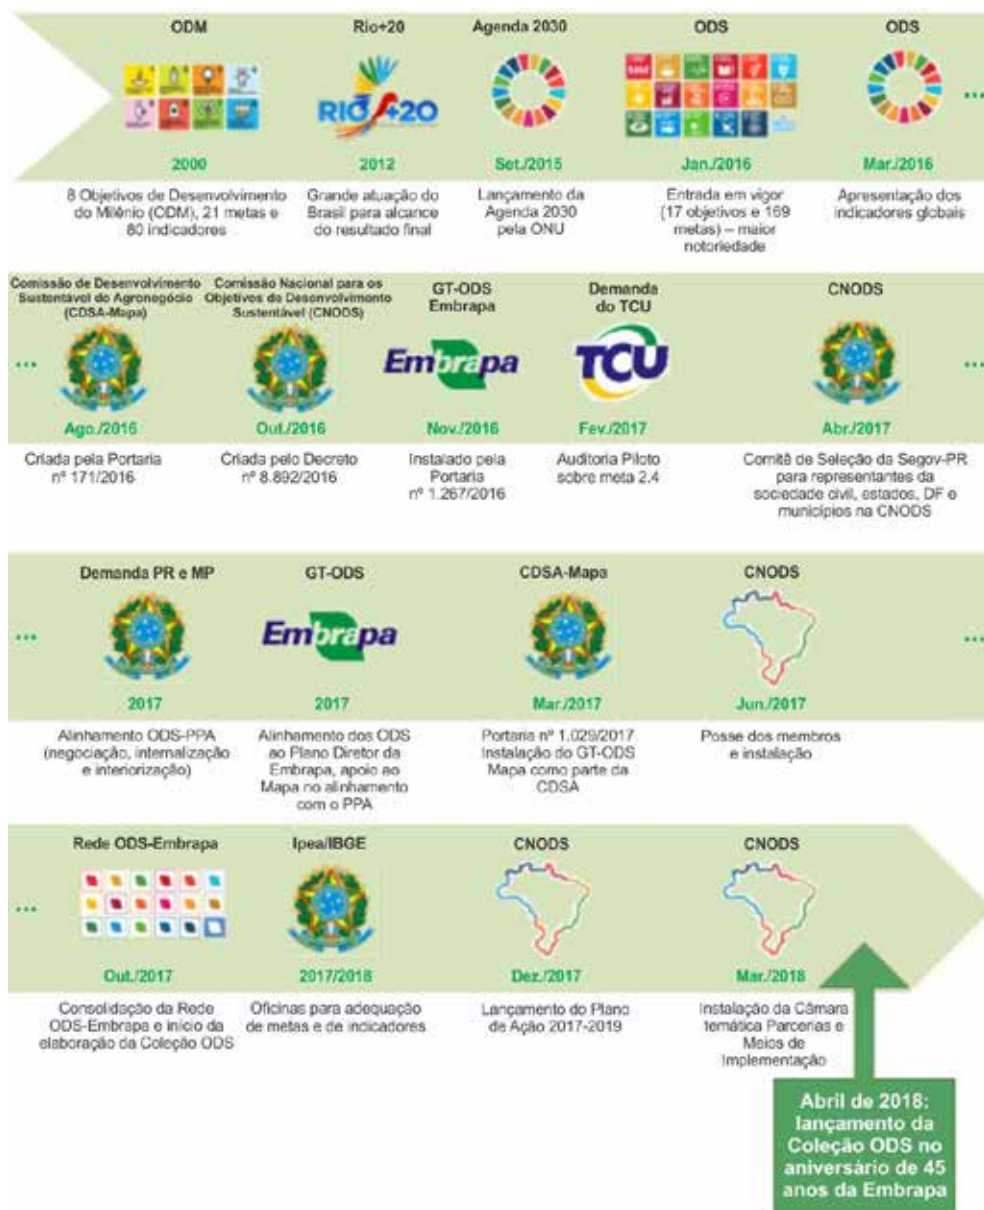 ODM
RIO+20
2000
8 Objetivos de Desenvolvimento
do Milênio (ODM), 21 metas e
80 indicadores
Rio+20
2012
Grande atuação do
Brasil para alcance
do resultado final
Agenda 2030
Set./2015
Lançamento da
Agenda 2030
pela ONU
ODS
Jan./2016
Entrada em vigor
(17 objetivos e 169
metas) – maior
notoriedade
ODS
Mar./2016
Apresentação dos
indicadores globais
...
...
Comissão de Desenvolvimento
Sustentável do Agronegócio
(CDSA-Mapa)
Ago./2016
Criada pela Portaria
nº 171/2016
Comissão Nacional para os
Objetivos de Desenvolvimento
Sustentável (CNODS)
Out./2016
Criada pelo Decreto
nº 8.892/2016
GT-ODS
Embrapa
Embrapa
Nov./2016
Instalado pela
Portaria
nº 1.267/2016
Demanda
do TCU
TCU
Fev./2017
Auditoria Piloto
sobre meta 2.4
CNODS
Abr./2017
Comitê de Seleção da Segov-PR
para representantes da
sociedade civil, estados, DF e
municípios na CNODS
...
...
Demanda PR e MP
2017
Alinhamento ODS-PPA
(negociação, internalização
e interiorização)
GT-ODS
Embrapa
2017
Alinhamento dos ODS
ao Plano Diretor da
Embrapa, apoio ao
Mapa no alinhamento
com o PPA
CDSA-Mapa
Mar./2017
Portaria nº 1.029/2017
Instalação do GT-ODS
Mapa como parte da
CDSA
CNODS
Jun./2017
Posse dos membros
e instalação
...
...
Rede ODS-Embrapa
Out./2017
Consolidação da Rede
ODS-Embrapa e início da
elaboração da Coleção ODS
Ipea/IBGE
2017/2018
Oficinas para adequação
de metas e de indicadores
CNODS
Dez./2017
Lançamento do Plano
de Ação 2017-2019
CNODS
Mar./2018
Instalação da Câmara
temática Parcerias e
Meios de
Implementação
Abril de 2018:
lançamento da
Coleção ODS no
aniversário de 45
anos da Embrapa